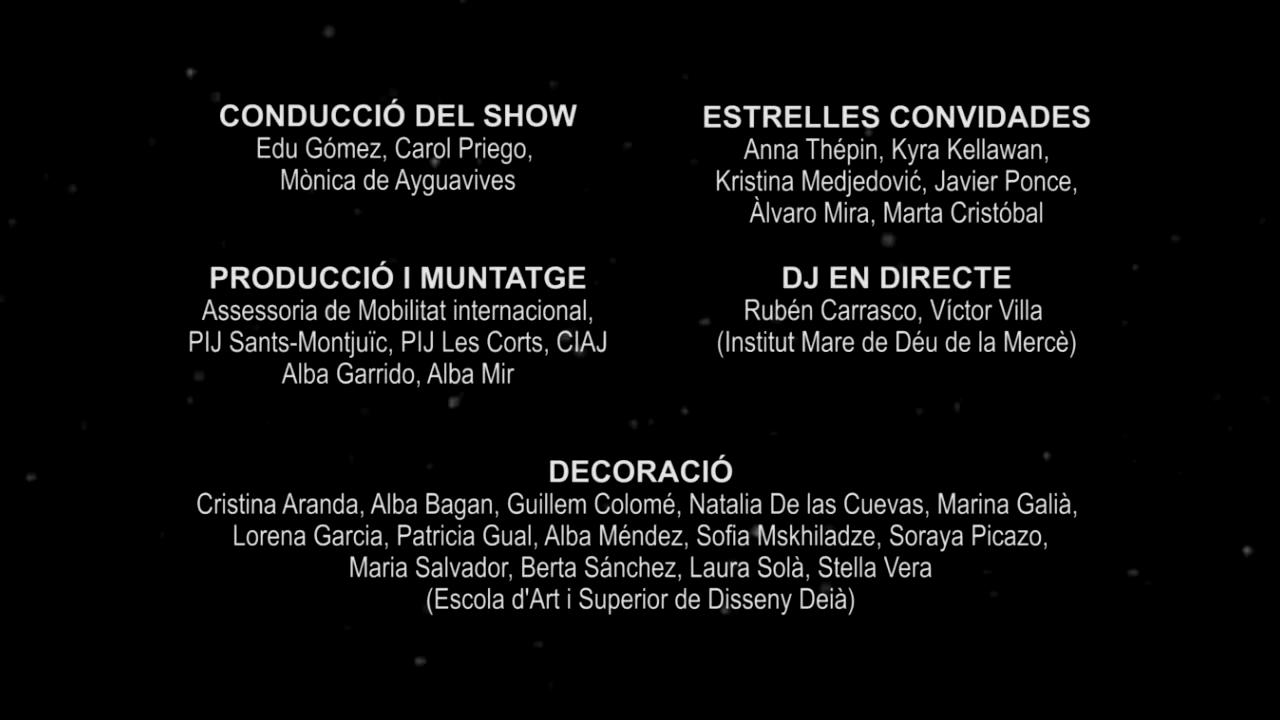 CONDUCCIÓ DEL SHOW
Edu Gómez, Carol Priego,
Mònica de Ayguavives
ESTRELLES CONVIDADES
Anna Thépin, Kyra Kellawan,
Kristina Medjedović, Javier Ponce,
Àlvaro Mira, Marta Cristóbal
PRODUCCIÓ I MUNTATGE
Assessoria de Mobilitat internacional,
PIJ Sants-Montjuïc, PIJ Les Corts, CIAJ
Alba Garrido, Alba Mir
DJ EN DIRECTE
Rubén Carrasco, Víctor Villa
(Institut Mare de Déu de la Mercè)
DECORACIÓ
Cristina Aranda, Alba Bagan, Guillem Colomé, Natalia De las Cuevas, Marina Galià,
Lorena Garcia, Patricia Gual, Alba Méndez, Sofia Mskhiladze, Soraya Picazo,
Maria Salvador, Berta Sánchez, Laura Solà, Stella Vera
(Escola d'Art i Superior de Disseny Deià)